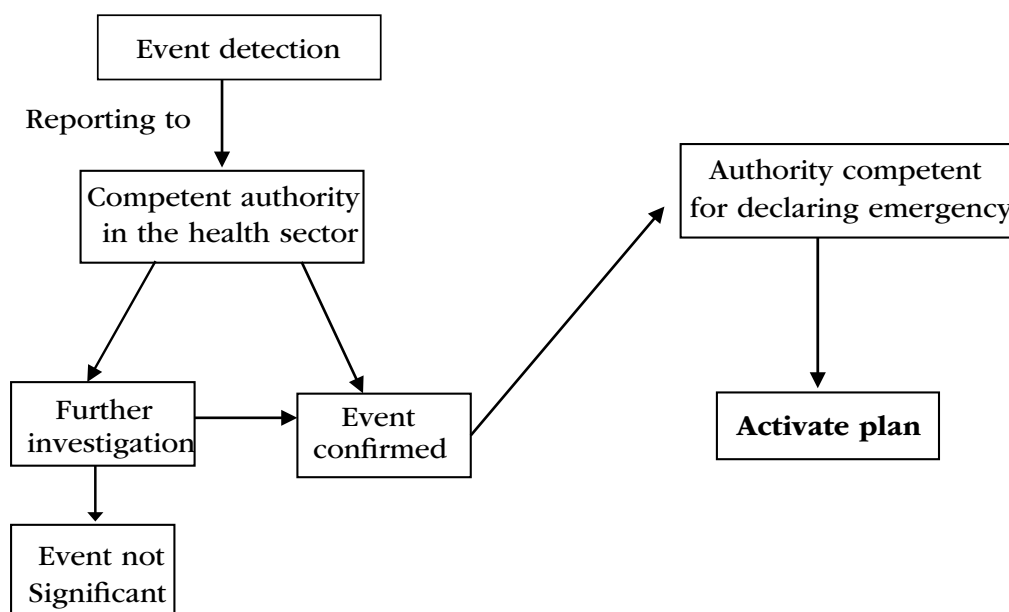 Event detection
Reporting to
Competent authority
in the health sector
Authority competent
for declaring emergency
Further
investigation
Event
confirmed
Activate plan
Event not
Significant